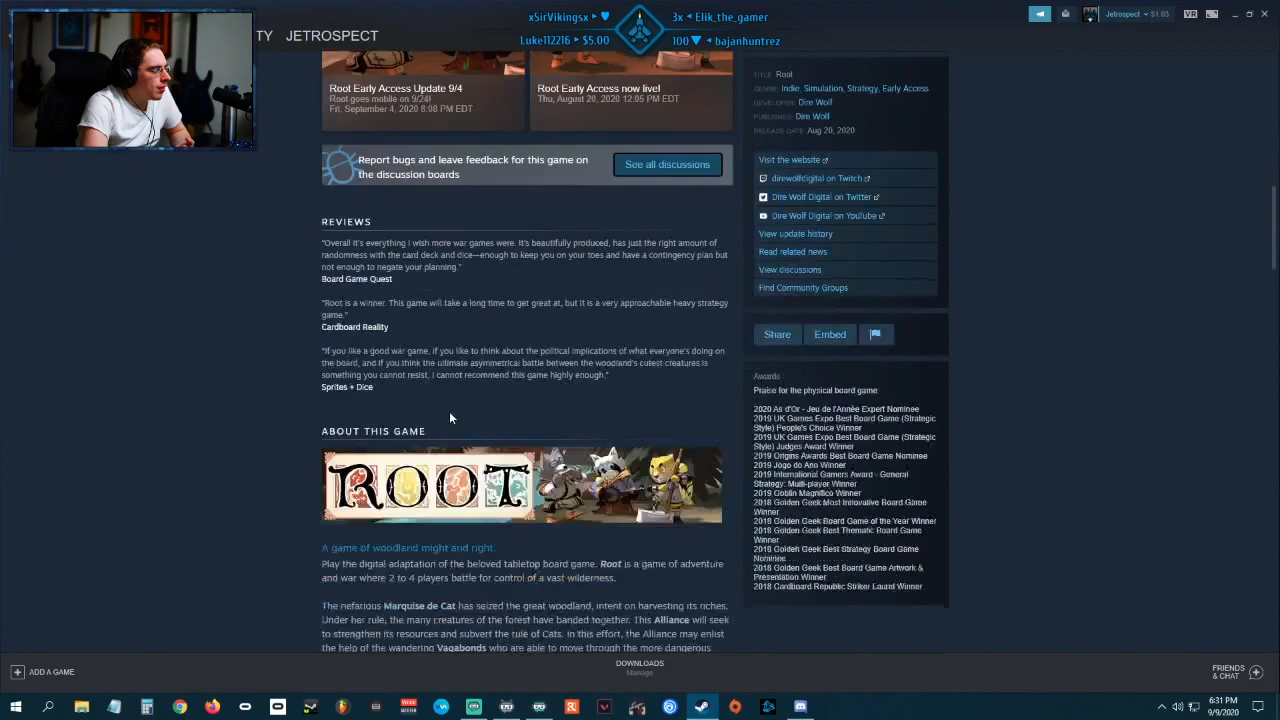 xSirVikingsx ▸ ♥
3x ◂ Elik_the_gamer
Luke112216 ▸ $5.00
100 ▼ ◂ bajanhuntrez
Jetrospect $1.03
VR
TY JETROSPECT
Root Early Access Update 9/4
Root goes mobile on 9/24!
Fri, September 4, 2020 8:08 PM EDT
Root Early Access now live!
Thu, August 20, 2020 12:05 PM EDT
Report bugs and leave feedback for this game on
the discussion boards
See all discussions
REVIEWS
"Overall it's everything I wish more war games were. It's beautifully produced, has just the right amount of
randomness with the card deck and dice—enough to keep you on your toes and have a contingency plan but
not enough to negate your planning."
Board Game Quest
"Root is a winner. This game will take a long time to get great at, but it is a very approachable heavy strategy
game."
Cardboard Reality
"If you like a good war game, if you like to think about the political implications of what everyone's doing on
the board, and if you think the ultimate asymmetrical battle between the woodland's cutest creatures is
something you cannot resist, I cannot recommend this game highly enough."
Sprites + Dice
ABOUT THIS GAME
ROOT
A game of woodland might and right.
Play the digital adaptation of the beloved tabletop board game. Root is a game of adventure
and war where 2 to 4 players battle for control of a vast wilderness.
The nefarious Marquise de Cat has seized the great woodland, intent on harvesting its riches.
Under her rule, the many creatures of the forest have banded together. This Alliance will seek
to strengthen its resources and subvert the rule of Cats. In this effort, the Alliance may enlist
the help of the wandering Vagabonds who are able to move through the more dangerous
TITLE: Root
GENRE: Indie, Simulation, Strategy, Early Access
DEVELOPER: Dire Wolf
PUBLISHER: Dire Wolf
RELEASE DATE: Aug 20, 2020
Visit the website
direwolfdigital on Twitch
Dire Wolf Digital on Twitter
Dire Wolf Digital on YouTube
View update history
Read related news
View discussions
Find Community Groups
Share
Embed
Awards
Praise for the physical board game:
2020 As d'Or - Jeu de l'Année Expert Nominee
2019 UK Games Expo Best Board Game (Strategic
Style) People's Choice Winner
2019 UK Games Expo Best Board Game (Strategic
Style) Judges Award Winner
2019 Origins Awards Best Board Game Nominee
2019 Jogo do Ano Winner
2019 International Gamers Award - General
Strategy: Multi-player Winner
2019 Goblin Magnifico Winner
2018 Golden Geek Most Innovative Board Game
Winner
2018 Golden Geek Board Game of the Year Winner
2018 Golden Geek Best Thematic Board Game
Winner
2018 Golden Geek Best Strategy Board Game
Nominee
2018 Golden Geek Best Board Game Artwork &
Presentation Winner
2018 Cardboard Republic Striker Laurel Winner
ADD A GAME
DOWNLOADS
Manage
FRIENDS
& CHAT
6:31 PM
9/9/2020